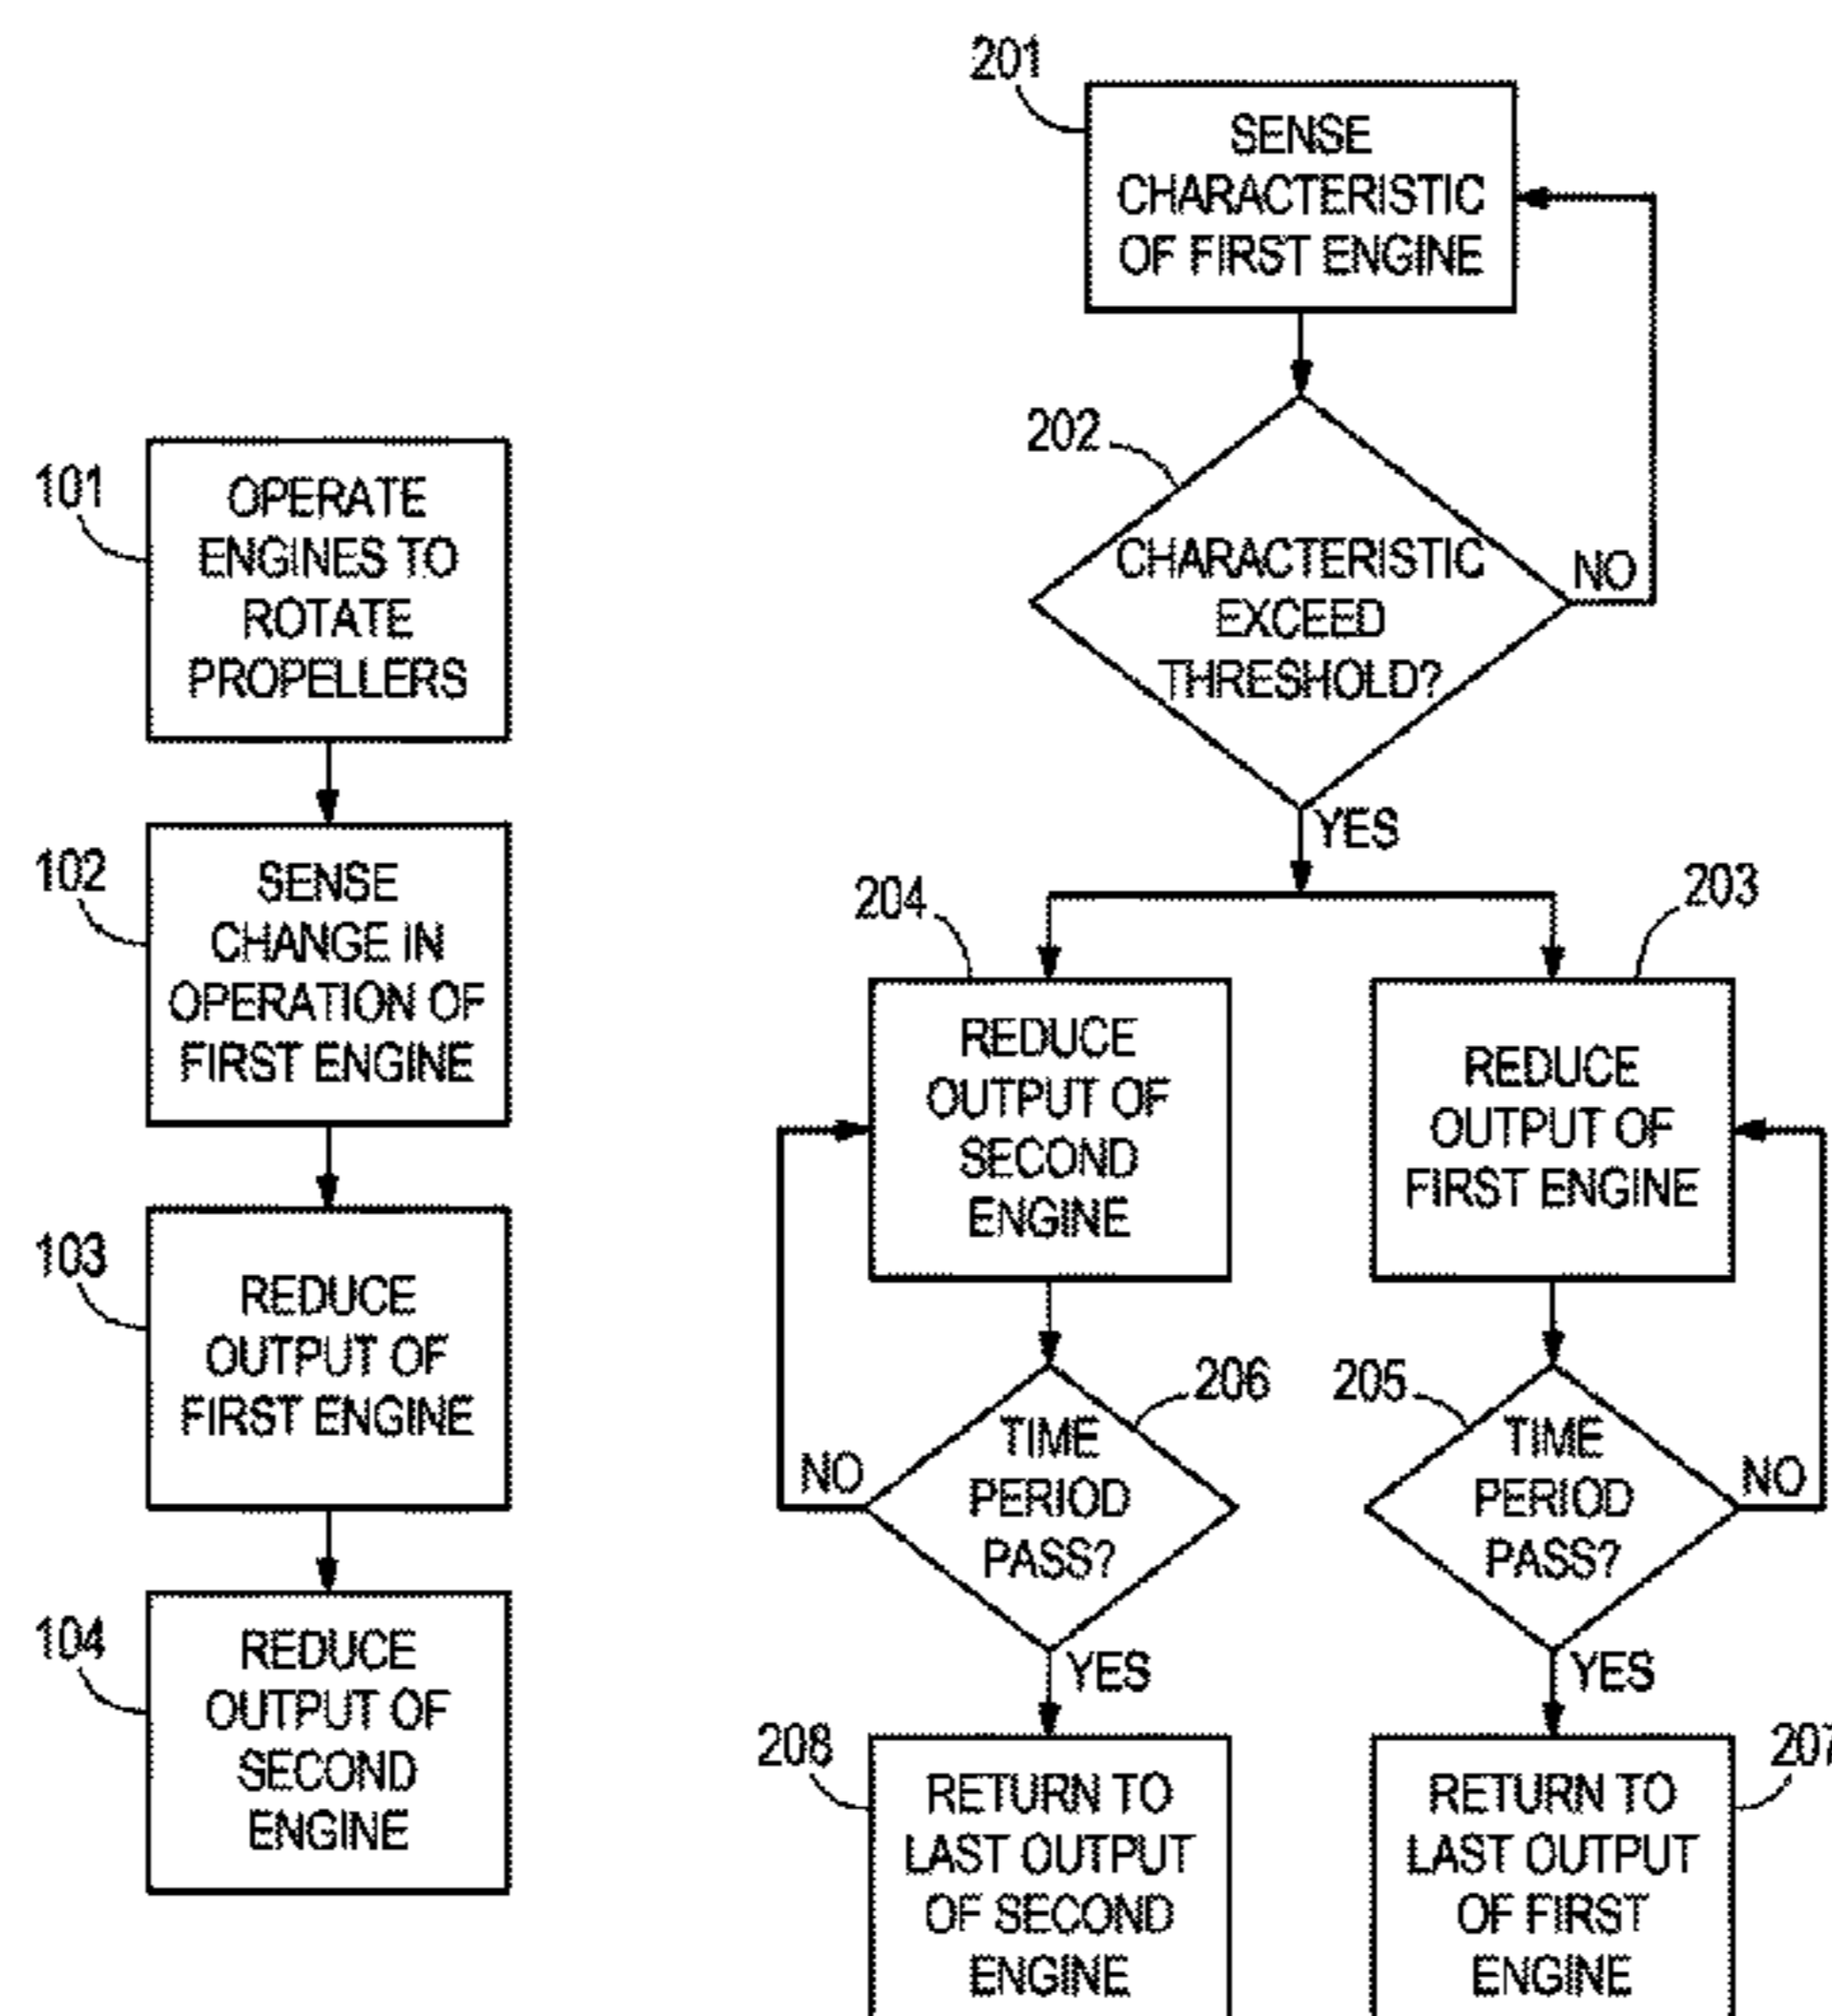 101
OPERATE
ENGINES TO
ROTATE
PROPELLERS
102
SENSE
CHANGE IN
OPERATION OF
FIRST ENGINE
103
REDUCE
OUTPUT OF
FIRST ENGINE
104
REDUCE
OUTPUT OF
SECOND
ENGINE
201
SENSE
CHARACTERISTIC
OF FIRST ENGINE
202
CHARACTERISTIC
EXCEED
THRESHOLD?
NO
YES
204
REDUCE
OUTPUT OF
SECOND
ENGINE
203
REDUCE
OUTPUT OF
FIRST ENGINE
206
TIME
PERIOD
PASS?
NO
YES
205
TIME
PERIOD
PASS?
NO
YES
208
RETURN TO
LAST OUTPUT
OF SECOND
ENGINE
207
RETURN TO
LAST OUTPUT
OF FIRST
ENGINE